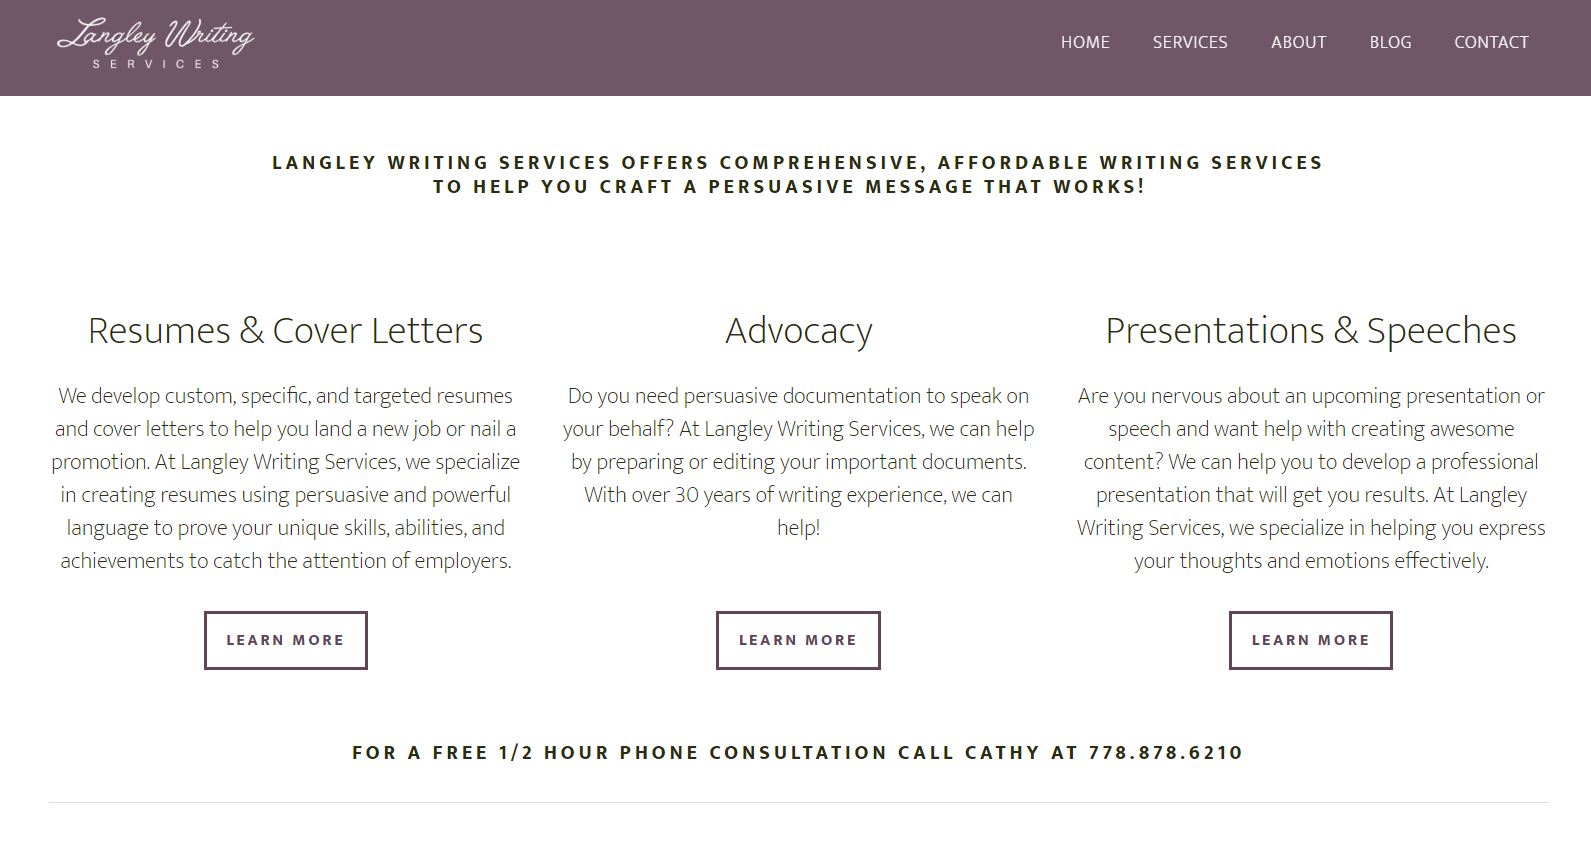 Langley Writing
SERVICES
HOME
SERVICES
ABOUT
BLOG
CONTACT
LANGLEY WRITING SERVICES OFFERS COMPREHENSIVE, AFFORDABLE WRITING SERVICES
TO HELP YOU CRAFT A PERSUASIVE MESSAGE THAT WORKS!
Resumes & Cover Letters
We develop custom, specific, and targeted resumes
and cover letters to help you land a new job or nail a
promotion. At Langley Writing Services, we specialize
in creating resumes using persuasive and powerful
language to prove your unique skills, abilities, and
achievements to catch the attention of employers.
LEARN MORE
Advocacy
Do you need persuasive documentation to speak on
your behalf? At Langley Writing Services, we can help
by preparing or editing your important documents.
With over 30 years of writing experience, we can
help!
LEARN MORE
Presentations & Speeches
Are you nervous about an upcoming presentation or
speech and want help with creating awesome
content? We can help you to develop a professional
presentation that will get you results. At Langley
Writing Services, we specialize in helping you express
your thoughts and emotions effectively.
LEARN MORE
FOR A FREE 1/2 HOUR PHONE CONSULTATION CALL CATHY AT 778.878.6210